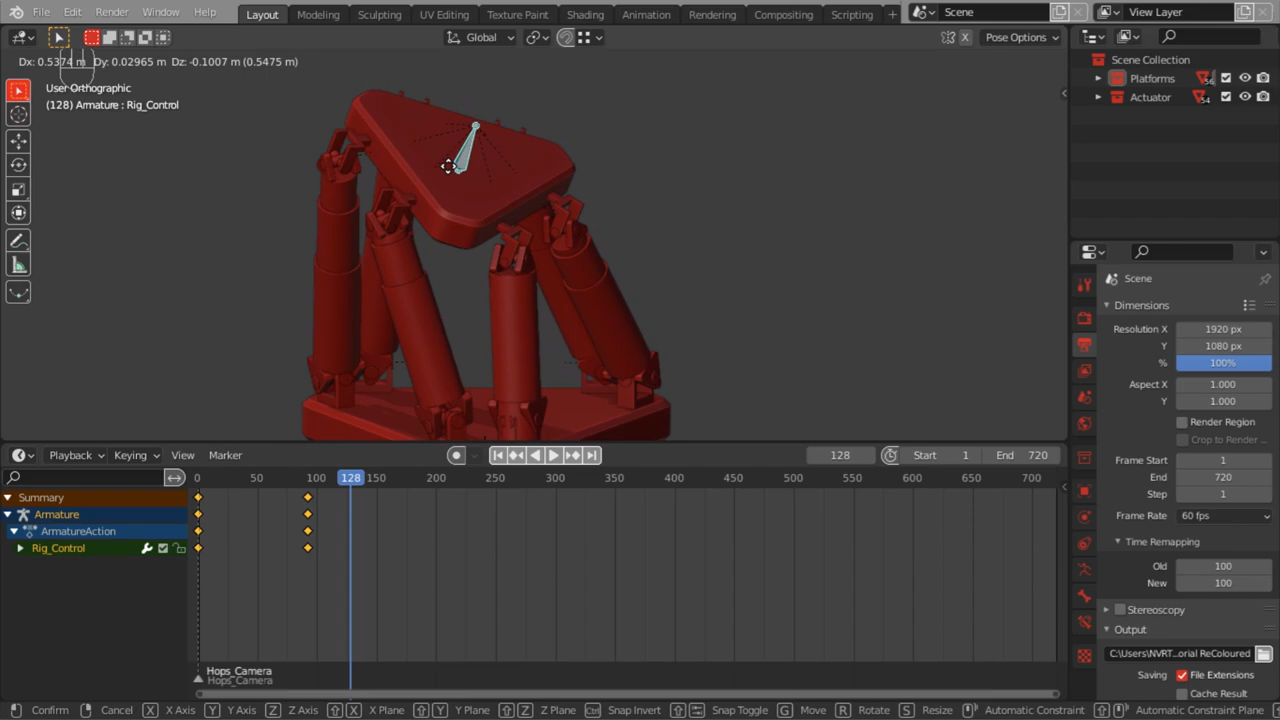 File Edit Render Window Help Layout Modeling Sculpting UV Editing Texture Paint Shading Animation Rendering Compositing Scripting + Scene View Layer
Global X Pose Options
Dx: 0.5374 m Dy: 0.02965 m Dz: -0.1007 m (0.5475 m)
User Orthographic
(128) Armature : Rig_Control
Scene Collection
Platforms 56
Actuator 54
Scene
Dimensions
Resolution X 1920 px
Y 1080 px
% 100%
Aspect X 1.000
Y 1.000
Render Region
Crop to Render ...
Frame Start 1
End 720
Step 1
Frame Rate 60 fps
Time Remapping
Old 100
New 100
Stereoscopy
Output
C:\Users\NVRT...orial ReColoured
Saving File Extensions
Cache Result
Playback Keying View Marker 128 Start 1 End 720
0 50 100 128 150 200 250 300 350 400 450 500 550 600 650 700
Summary
Armature
ArmatureAction
Rig_Control
Hops_Camera
Hops_Camera
Confirm Cancel X X Axis Y Y Axis Z Z Axis X X Plane Y Y Plane Z Z Plane Ctrl Snap Invert Snap Toggle G Move R Rotate S Resize Automatic Constraint Automatic Constraint Plane